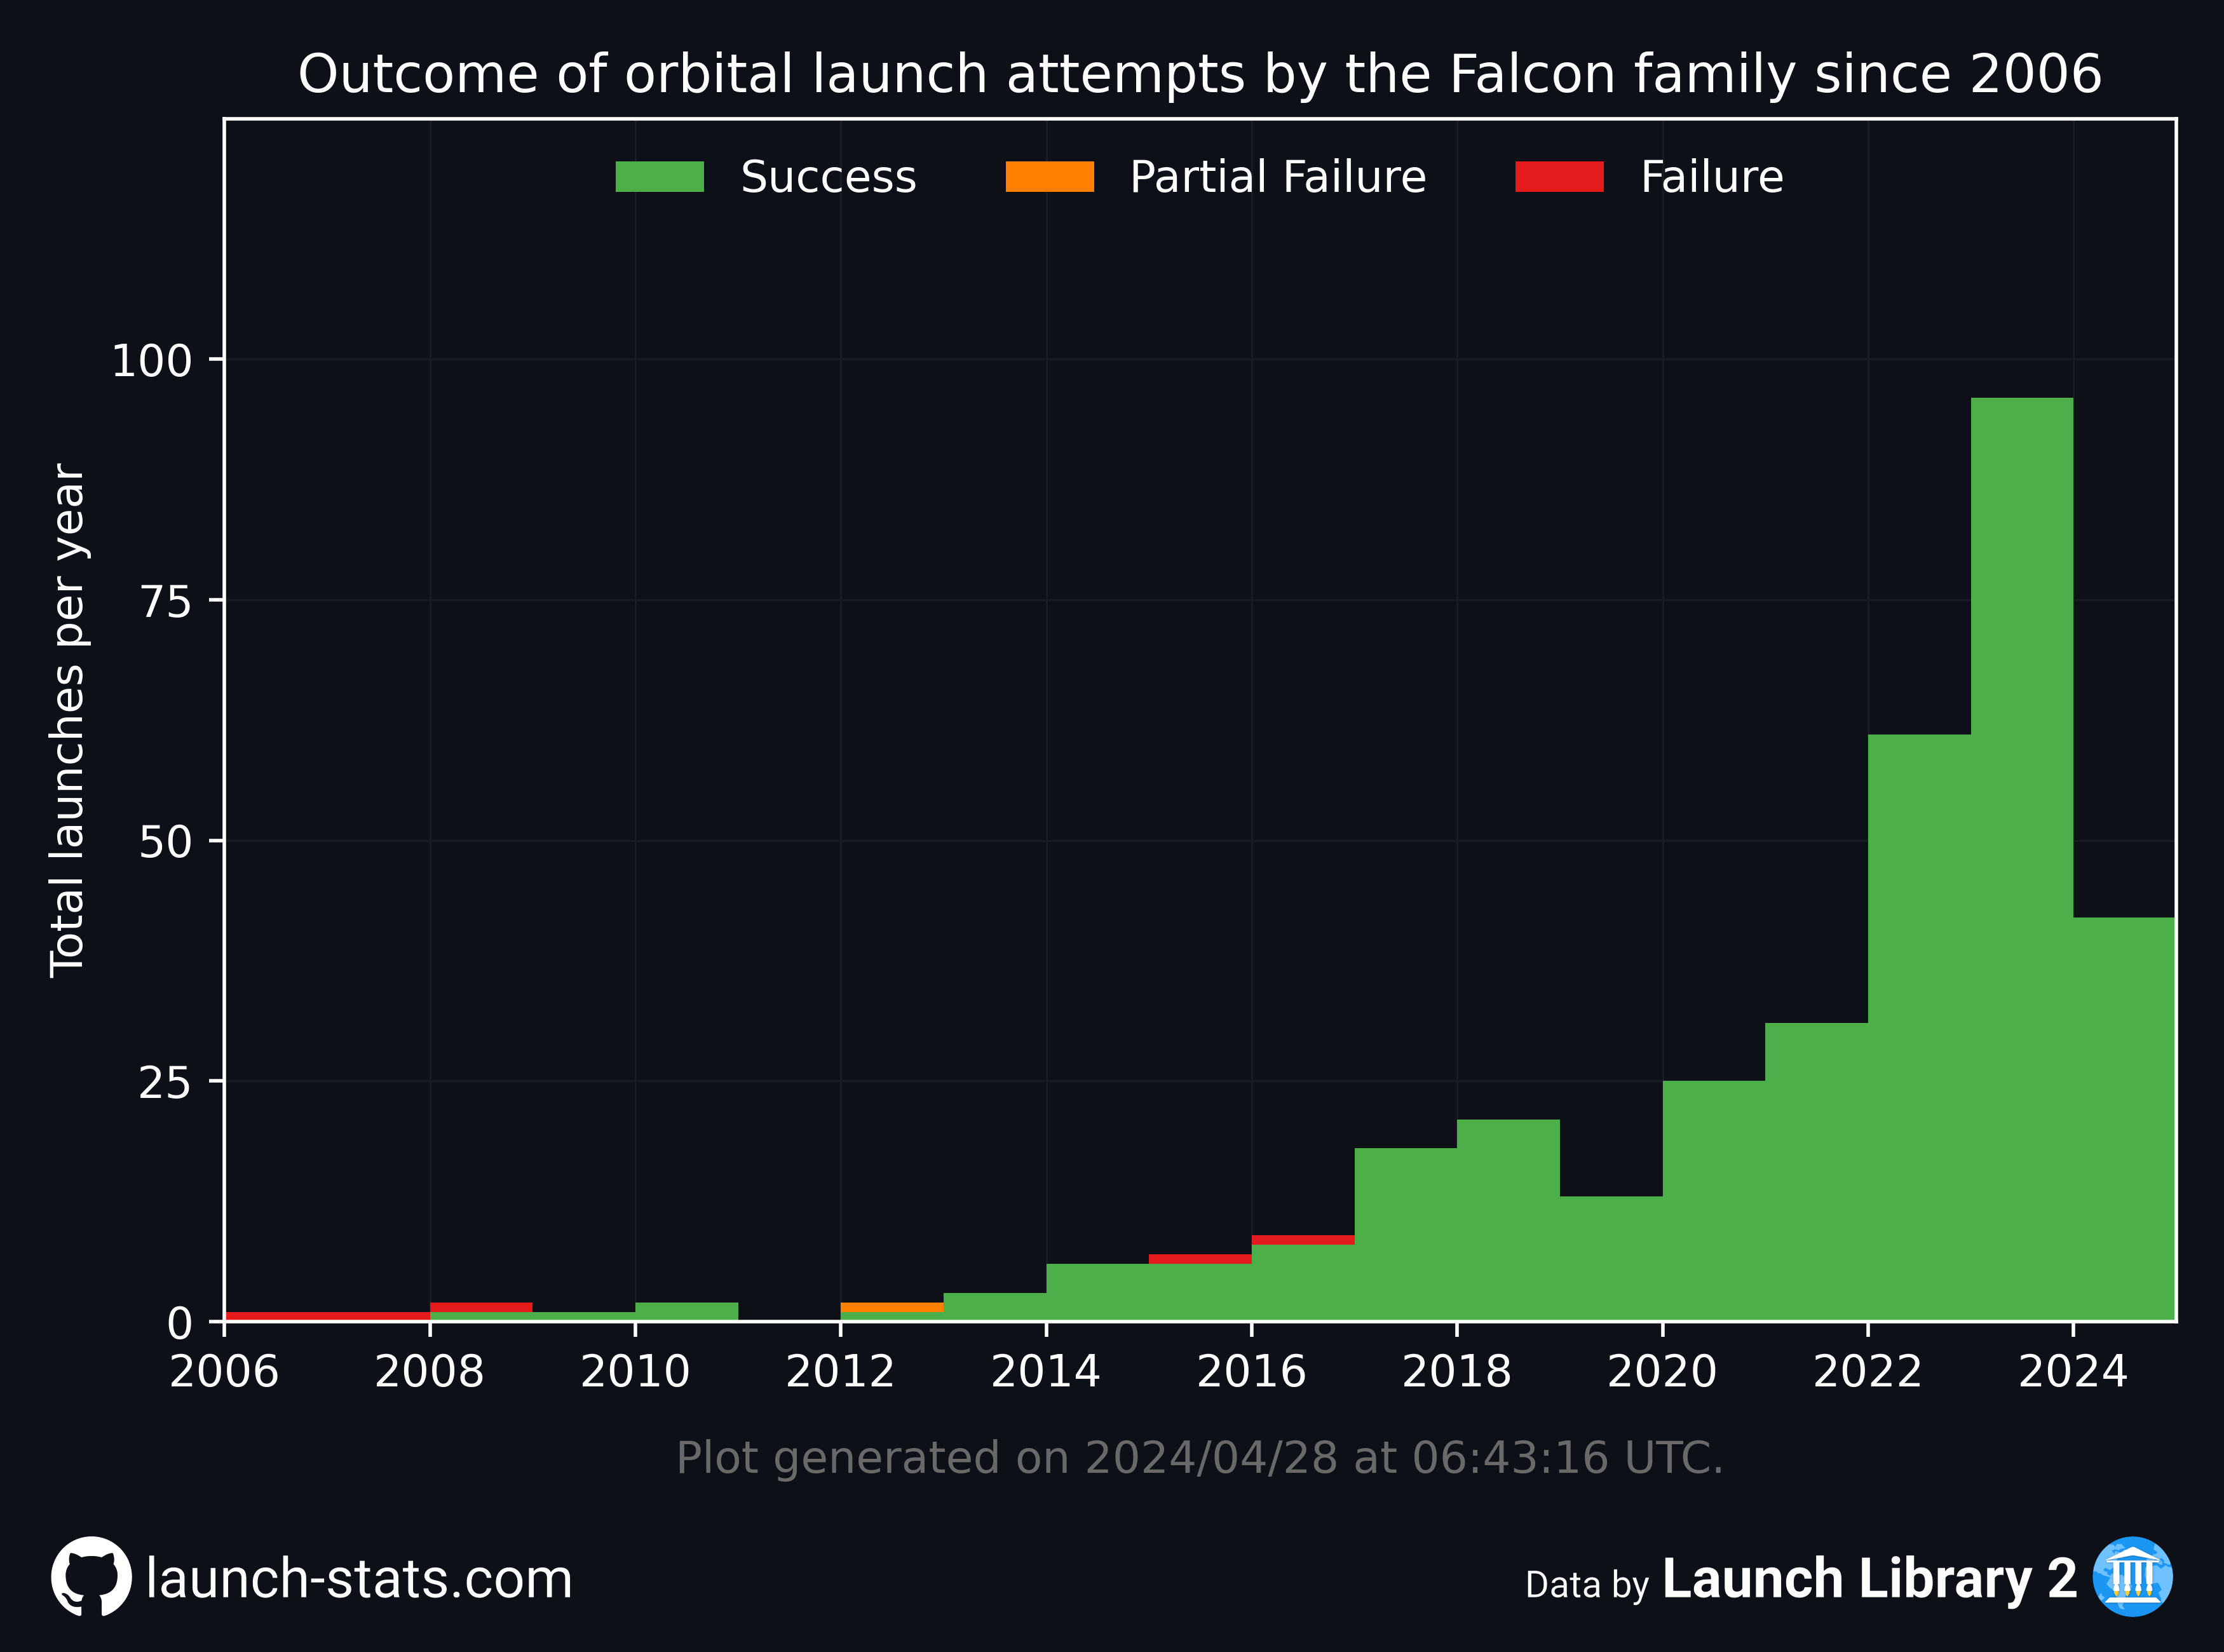 Outcome of orbital launch attempts by the Falcon family since 2006
Success Partial Failure Failure
Total launches per year
100
75
50
25
0
2006 2008 2010 2012 2014 2016 2018 2020 2022 2024
Plot generated on 2024/04/28 at 06:43:16 UTC.
launch-stats.com
Data by Launch Library 2